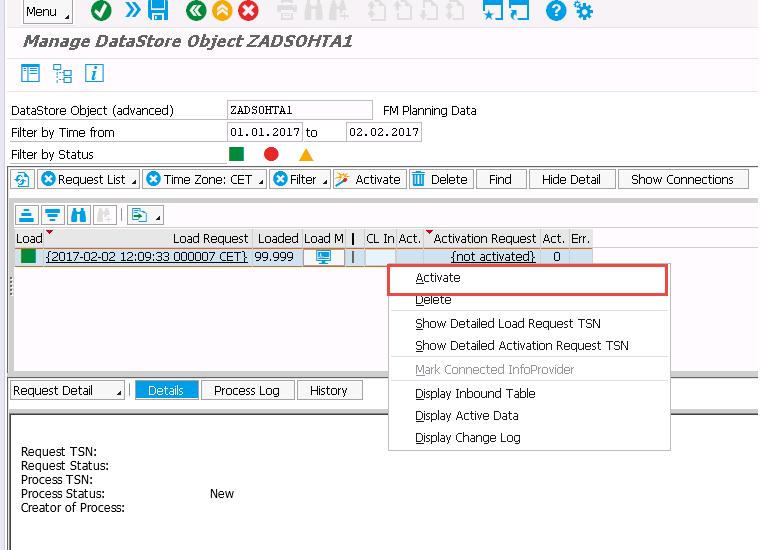 Menu
Manage DataStore Object ZADSOHTA1
DataStore Object (advanced) ZADSOHTA1 FM Planning Data
Filter by Time from 01.01.2017 to 02.02.2017
Filter by Status
Request List Time Zone: CET Filter Activate Delete Find Hide Detail Show Connections
Load Load Request Loaded Load M CL In Act. Activation Request Act. Err.
{2017-02-02 12:09:33 000007 CET} 99.999 {not activated} 0
Activate
Delete
Show Detailed Load Request TSN
Show Detailed Activation Request TSN
Mark Connected InfoProvider
Display Inbound Table
Display Active Data
Display Change Log
Request Detail Details Process Log History
Request TSN:
Request Status:
Process TSN:
Process Status: New
Creator of Process: